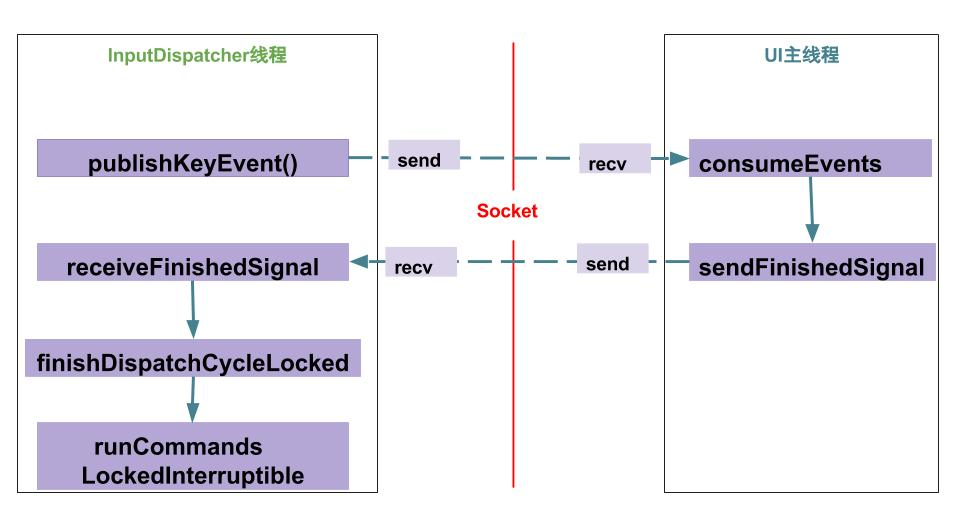 InputDispatcher线程
UI主线程
publishKeyEvent()
send
recv
consumeEvents
Socket
receiveFinishedSignal
recv
send
sendFinishedSignal
finishDispatchCycleLocked
runCommands
LockedInterruptible